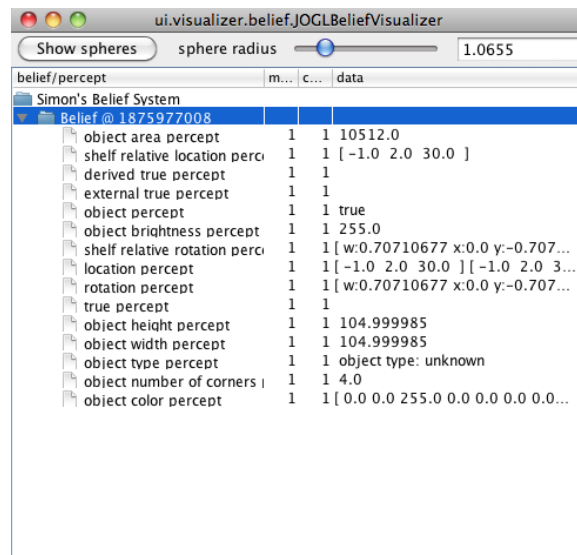 ui.visualizer.belief.JOGLBeliefVisualizer
Show spheres sphere radius 1.0655
belief/percept m... c... data
Simon's Belief System
Belief @ 1875977008
object area percept 1 1 10512.0
shelf relative location perce 1 1 [ -1.0 2.0 30.0 ]
derived true percept 1 1
external true percept 1 1
object percept 1 1 true
object brightness percept 1 1 255.0
shelf relative rotation perce 1 1 [ w:0.70710677 x:0.0 y:-0.707...
location percept 1 1 [ -1.0 2.0 30.0 ] [ -1.0 2.0 3...
rotation percept 1 1 [ w:0.70710677 x:0.0 y:-0.707...
true percept 1 1
object height percept 1 1 104.999985
object width percept 1 1 104.999985
object type percept 1 1 object type: unknown
object number of corners p 1 1 4.0
object color percept 1 1 [ 0.0 0.0 255.0 0.0 0.0 0.0 0.0...